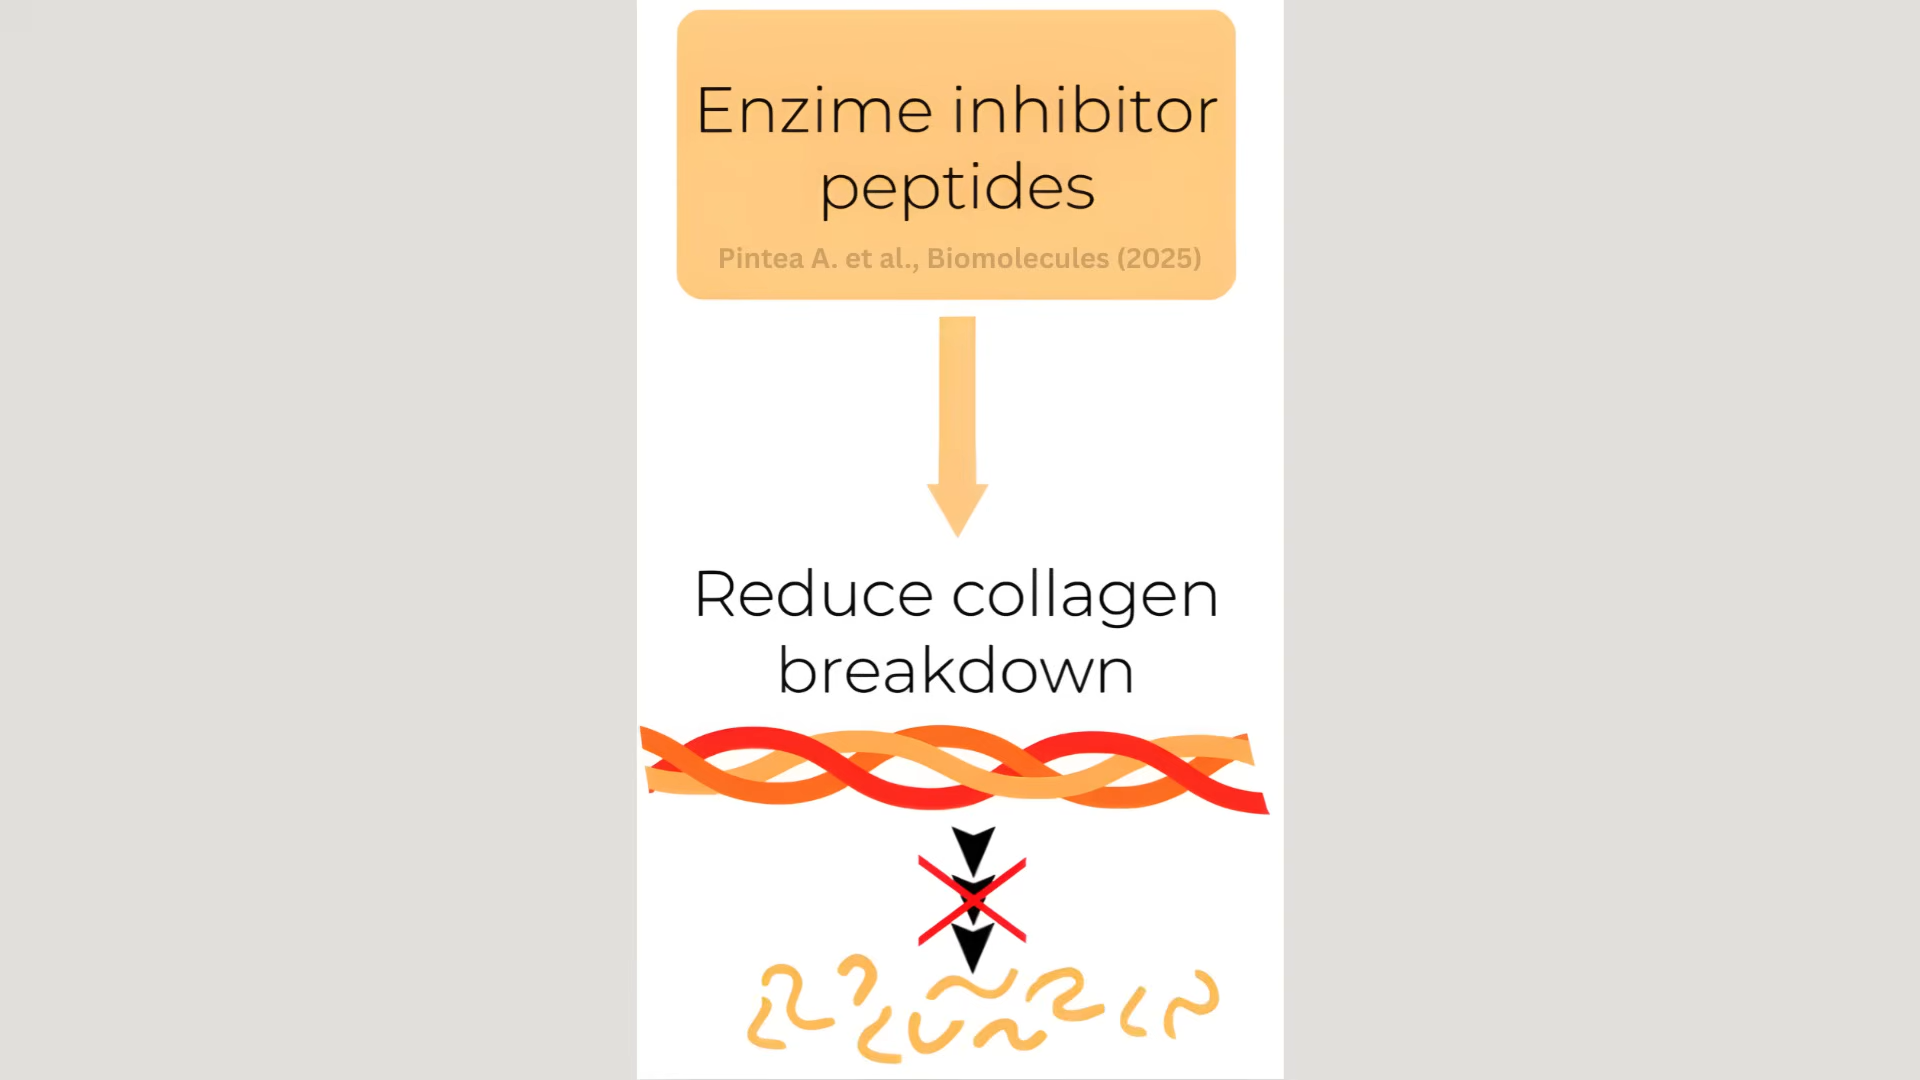 Enzime inhibitor
peptides
Pintea A. et al., Biomolecules (2025)
Reduce collagen
breakdown